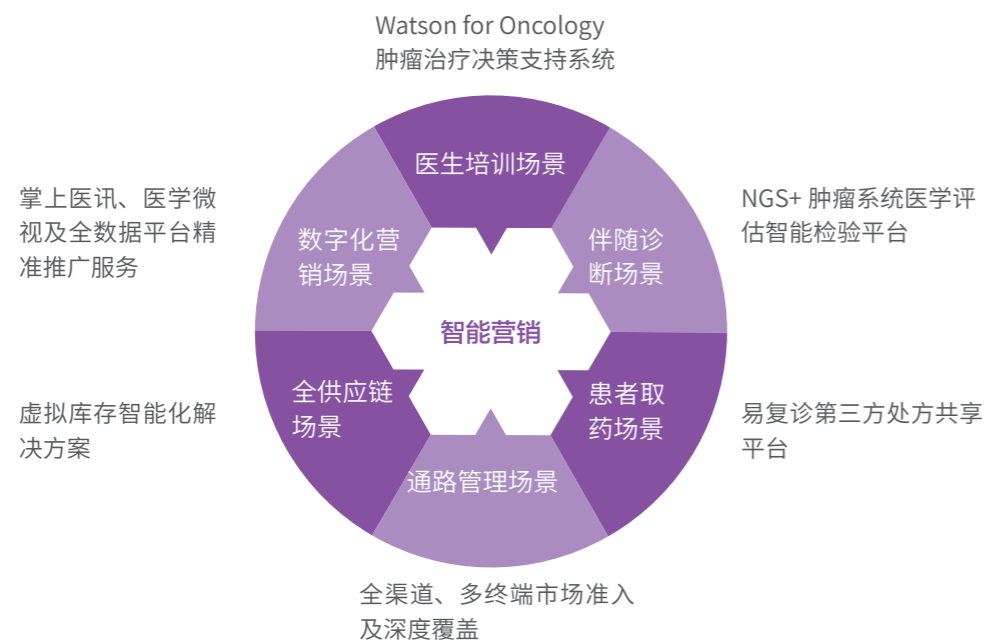 Watson for Oncology
肿瘤治疗决策支持系统
医生培训场景
掌上医讯、医学微
视及全数据平台精
准推广服务
数字化营
销场景
伴随诊
断场景
NGS+ 肿瘤系统医学评
估智能检验平台
智能营销
虚拟库存智能化解
决方案
全供应链
场景
患者取
药场景
易复诊第三方处方共享
平台
通路管理场景
全渠道、多终端市场准入
及深度覆盖